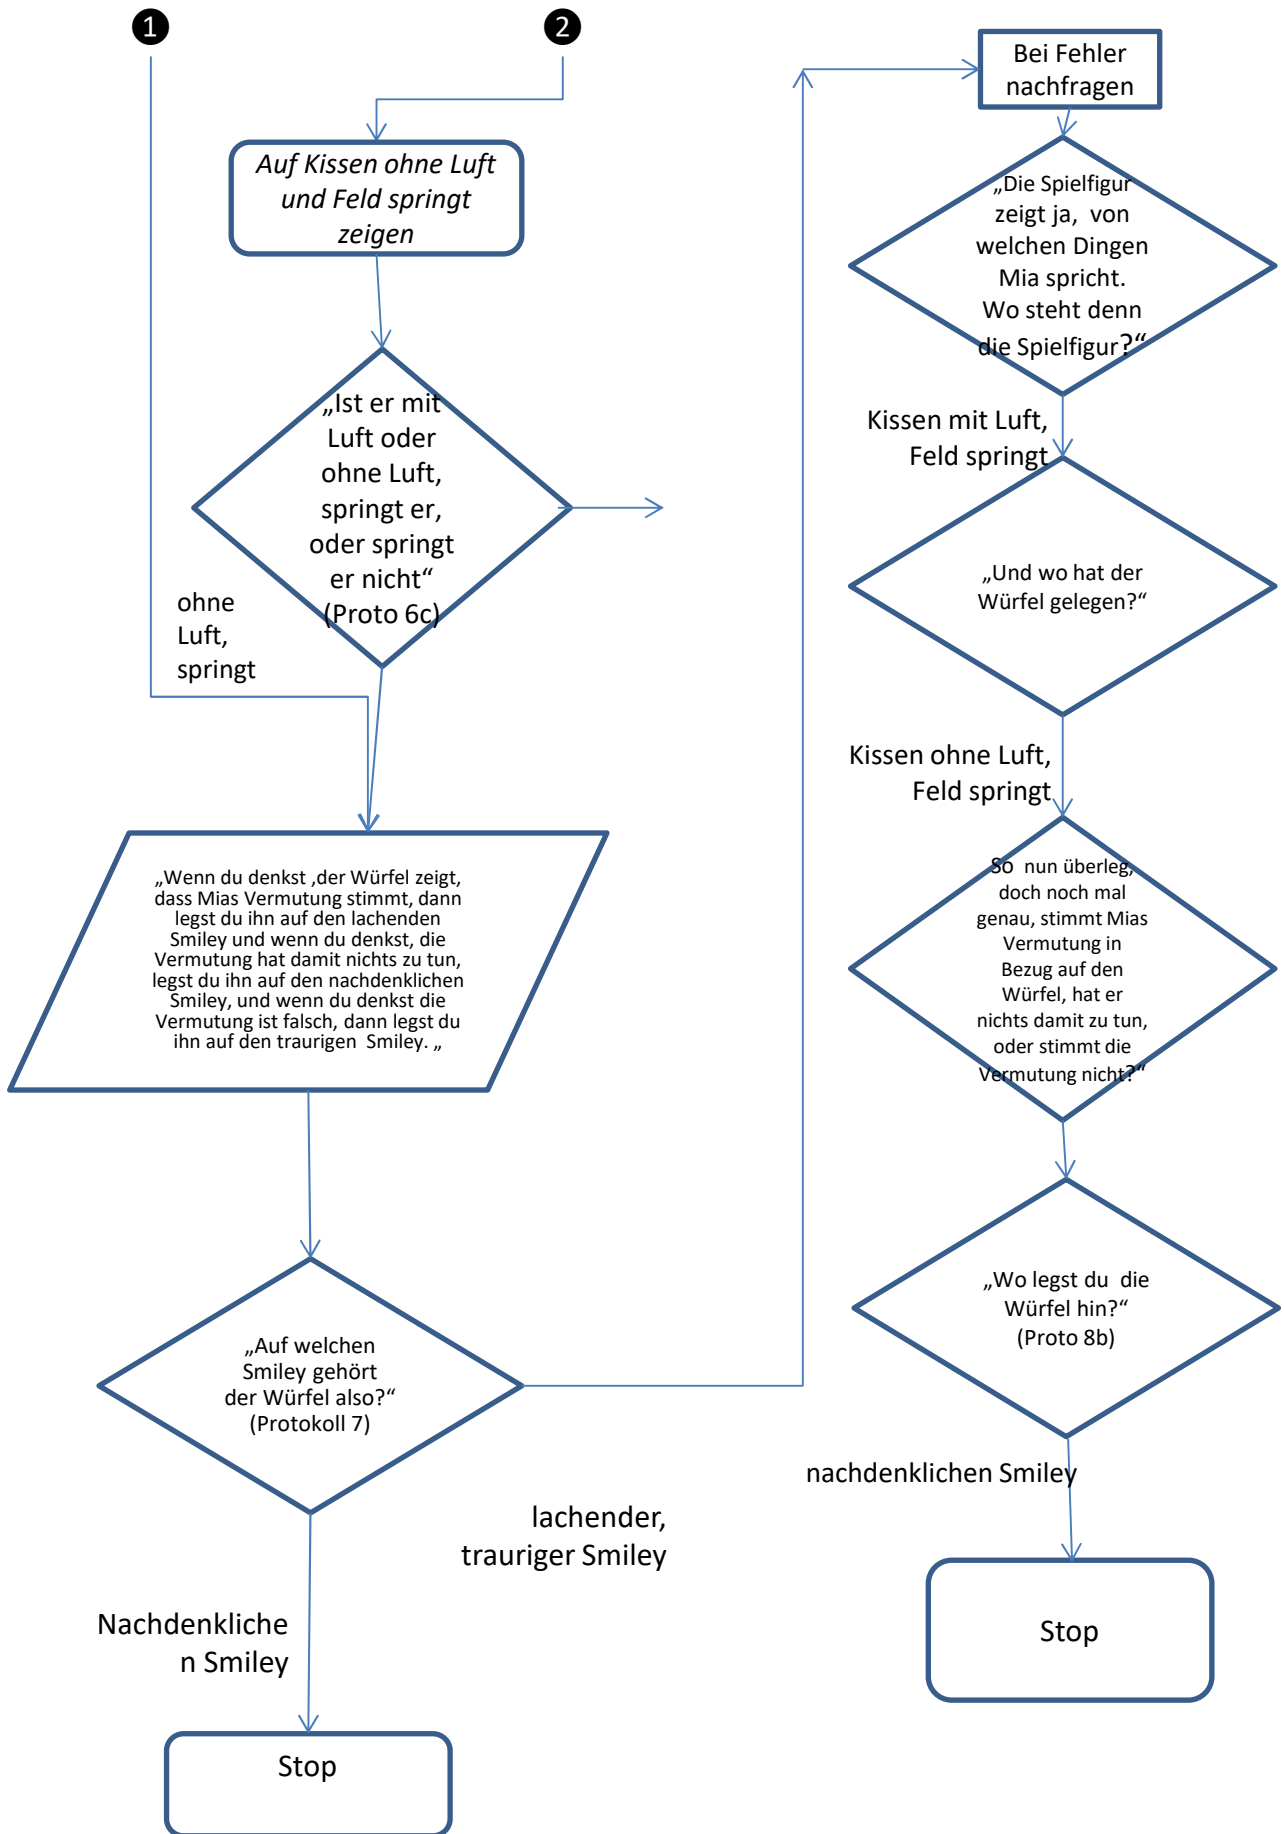 ❶
❷
Auf Kissen ohne Luft
und Feld springt
zeigen
„Ist er mit
Luft oder
ohne Luft,
springt er,
oder springt
er nicht“
(Proto 6c)
ohne
Luft,
springt
„Wenn du denkst ,der Würfel zeigt,
dass Mias Vermutung stimmt, dann
legst du ihn auf den lachenden
Smiley und wenn du denkst, die
Vermutung hat damit nichts zu tun,
legst du ihn auf den nachdenklichen
Smiley, und wenn du denkst die
Vermutung ist falsch, dann legst du
ihn auf den traurigen Smiley. „
„Auf welchen
Smiley gehört
der Würfel also?“
(Protokoll 7)
lachender,
trauriger Smiley
Nachdenkliche
n Smiley
Stop
Bei Fehler
nachfragen
„Die Spielfigur
zeigt ja, von
welchen Dingen
Mia spricht.
Wo steht denn
die Spielfigur?“
Kissen mit Luft,
Feld springt
„Und wo hat der
Würfel gelegen?“
Kissen ohne Luft,
Feld springt
So nun überleg,
doch noch mal
genau, stimmt Mias
Vermutung in
Bezug auf den
Würfel, hat er
nichts damit zu tun,
oder stimmt die
Vermutung nicht?“
„Wo legst du die
Würfel hin?“
(Proto 8b)
nachdenklichen Smiley
Stop